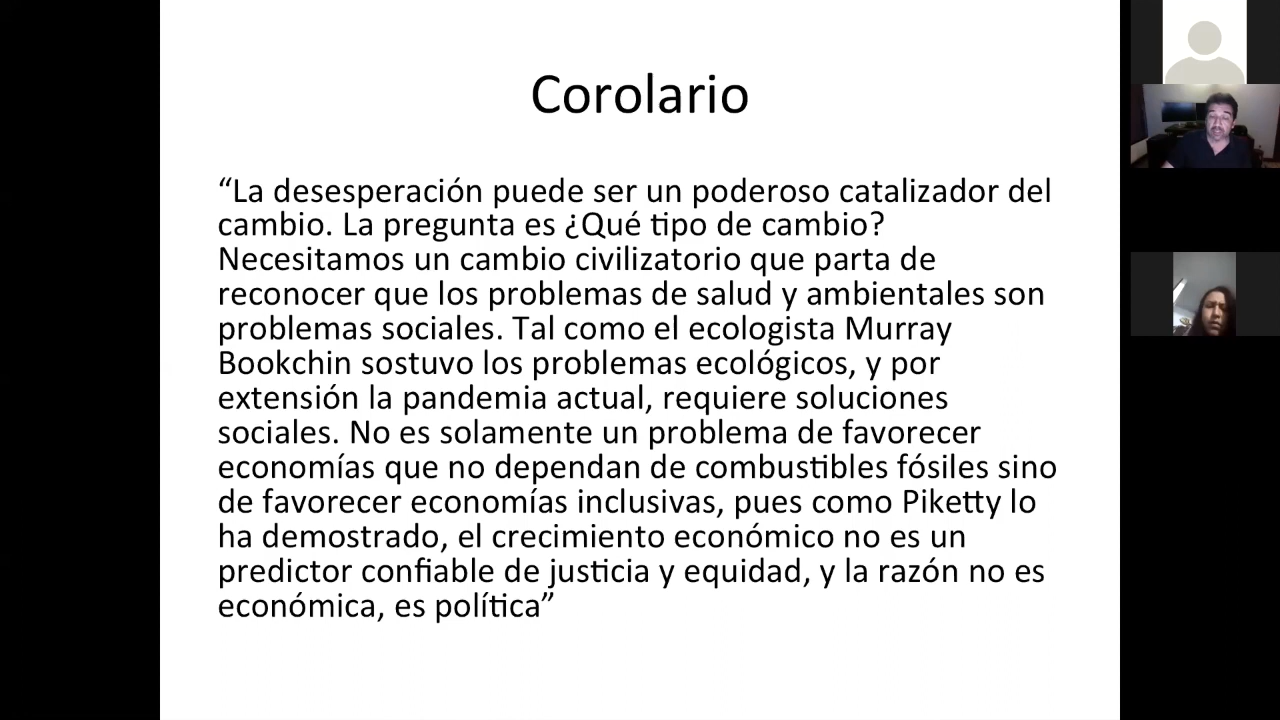 Corolario
“La desesperación puede ser un poderoso catalizador del
cambio. La pregunta es ¿Qué tipo de cambio?
Necesitamos un cambio civilizatorio que parta de
reconocer que los problemas de salud y ambientales son
problemas sociales. Tal como el ecologista Murray
Bookchin sostuvo los problemas ecológicos, y por
extensión la pandemia actual, requiere soluciones
sociales. No es solamente un problema de favorecer
economías que no dependan de combustibles fósiles sino
de favorecer economías inclusivas, pues como Piketty lo
ha demostrado, el crecimiento económico no es un
predictor confiable de justicia y equidad, y la razón no es
económica, es política”